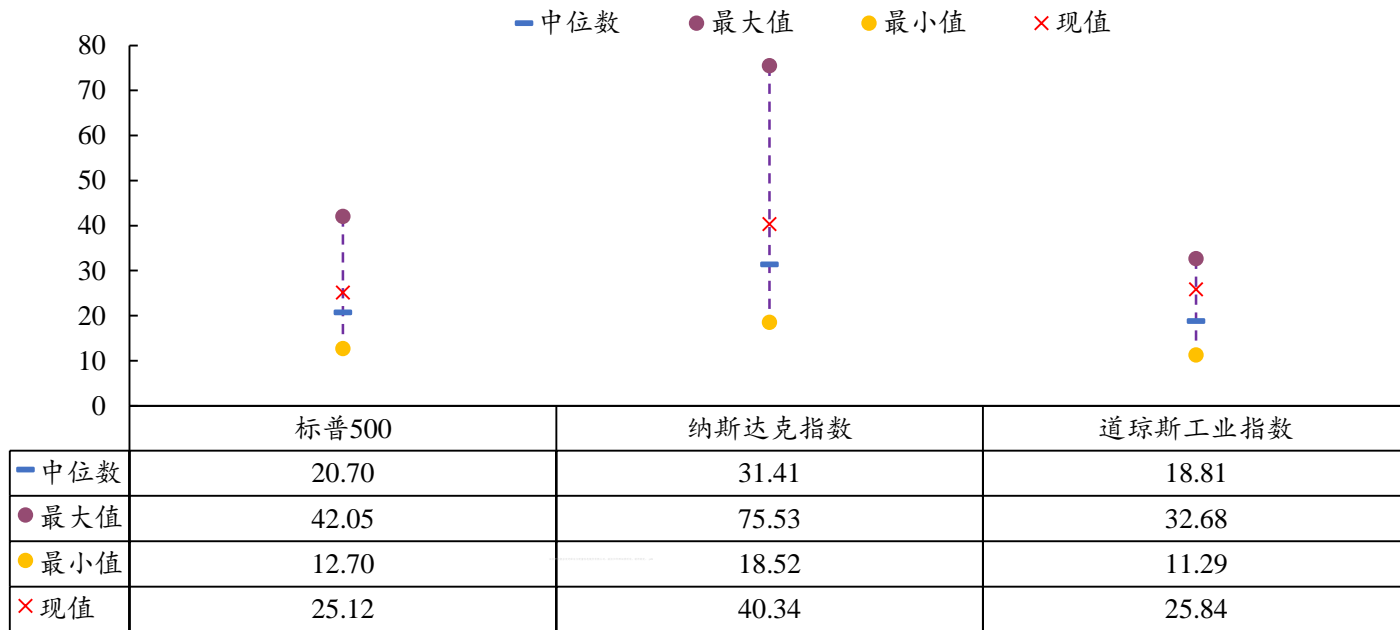 中位数 最大值 最小值 现值
80
70
60
50
40
30
20
10
0
标普500 纳斯达克指数 道琼斯工业指数
中位数 20.70 31.41 18.81
最大值 42.05 75.53 32.68
最小值 12.70 18.52 11.29
现值 25.12 40.34 25.84